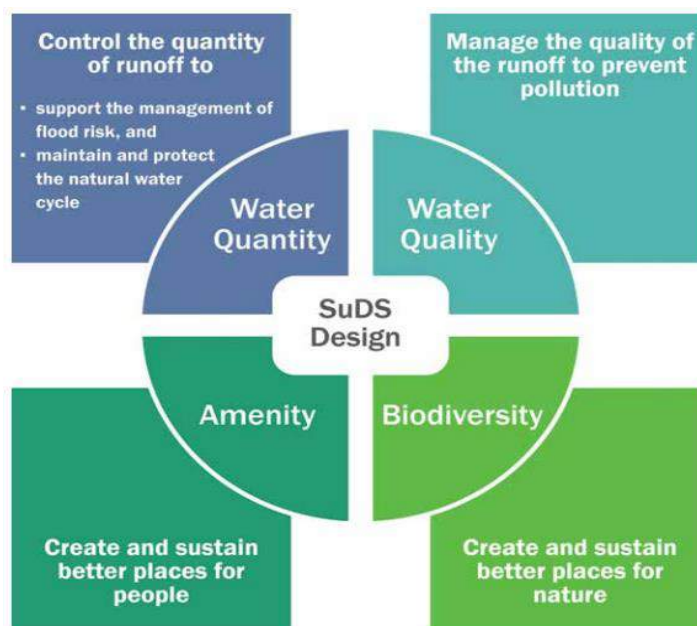 Control the quantity
of runoff to
• support the management of
flood risk, and
• maintain and protect
the natural water
cycle
Manage the quality of
the runoff to prevent
pollution
Water
Quantity
Water
Quality
SuDS
Design
Amenity
Biodiversity
Create and sustain
better places for
people
Create and sustain
better places for
nature